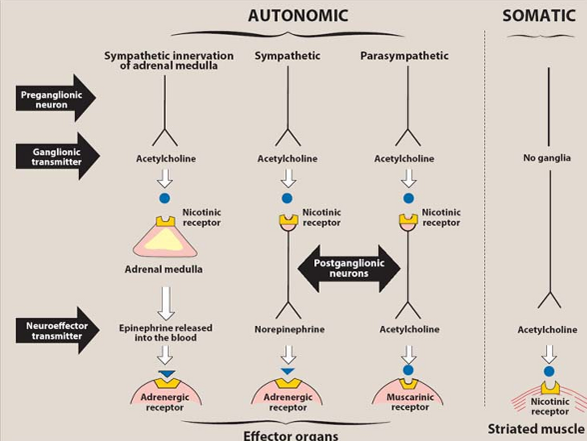 AUTONOMIC
SOMATIC
Sympathetic innervation
of adrenal medulla
Sympathetic
Parasympathetic
Preganglionic
neuron
Ganglionic
transmitter
Acetylcholine
Acetylcholine
Acetylcholine
No ganglia
Nicotinic
receptor
Nicotinic
receptor
Nicotinic
receptor
Adrenal medulla
Postganglionic
neurons
Neuroeffector
transmitter
Epinephrine released
into the blood
Norepinephrine
Acetylcholine
Acetylcholine
Adrenergic
receptor
Adrenergic
receptor
Muscarinic
receptor
Nicotinic
receptor
Striated muscle
Effector organs